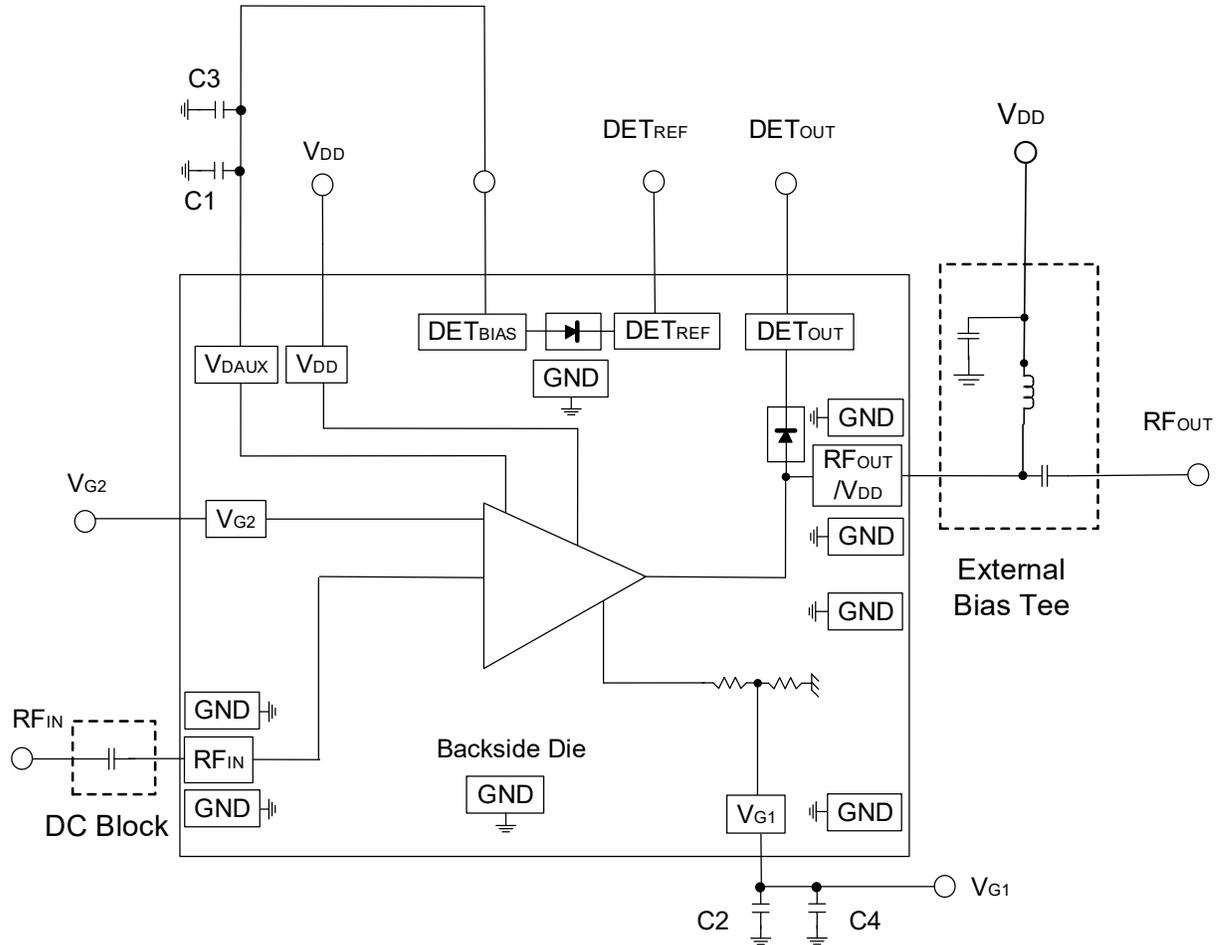 C3
C1
VDD
DETREF
DETOUT
VDD
DETBIAS
DETREF
DETOUT
VDAUX
VDD
GND
GND
RFOUT
/VDD
RFOUT
VG2
VG2
GND
External
Bias Tee
GND
RFIN
GND
RFIN
GND
DC Block
Backside Die
GND
VG1
GND
VG1
C2
C4